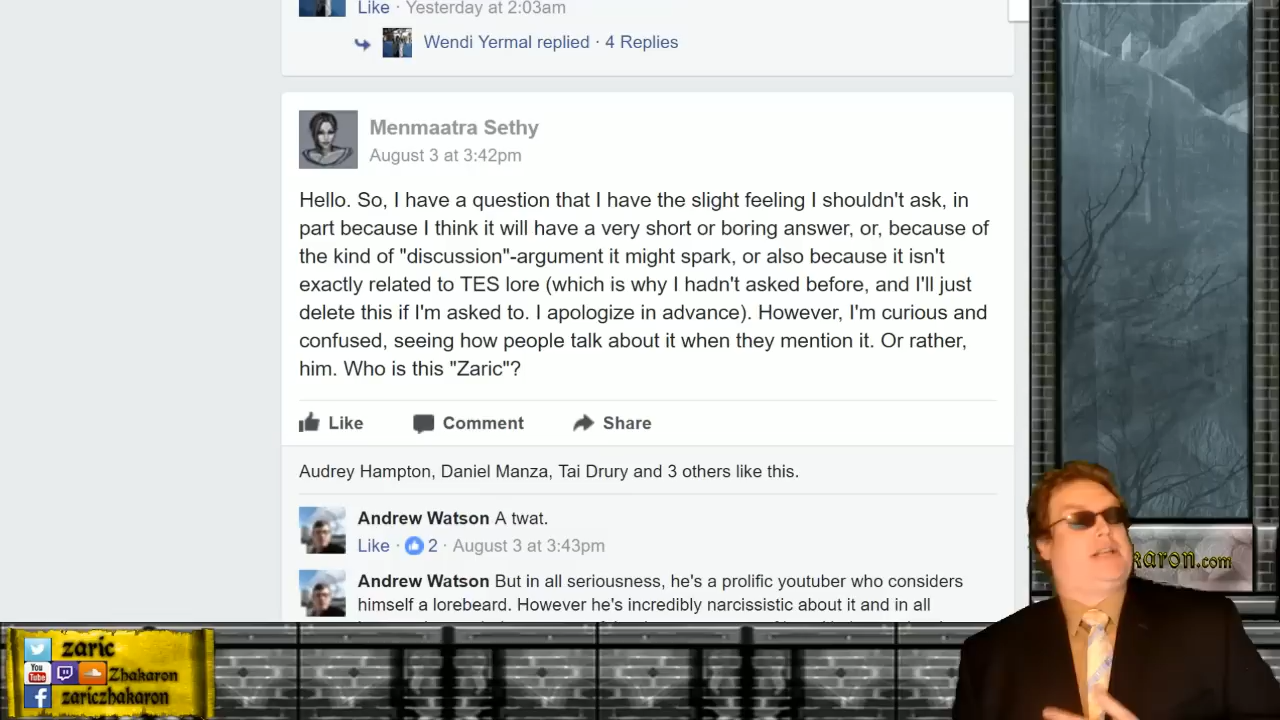 Like · Yesterday at 2:03am
Wendi Yermal replied · 4 Replies
Menmaatra Sethy
August 3 at 3:42pm
Hello. So, I have a question that I have the slight feeling I shouldn't ask, in
part because I think it will have a very short or boring answer, or, because of
the kind of "discussion"-argument it might spark, or also because it isn't
exactly related to TES lore (which is why I hadn't asked before, and I'll just
delete this if I'm asked to. I apologize in advance). However, I'm curious and
confused, seeing how people talk about it when they mention it. Or rather,
him. Who is this "Zaric"?
Like Comment Share
Audrey Hampton, Daniel Manza, Tai Drury and 3 others like this.
Andrew Watson A twat.
Like · 2 · August 3 at 3:43pm
Andrew Watson But in all seriousness, he's a prolific youtuber who considers
himself a lorebeard. However he's incredibly narcissistic about it and in all
karon.com
zaric
You Tube Zhakaron
zariczhakaron